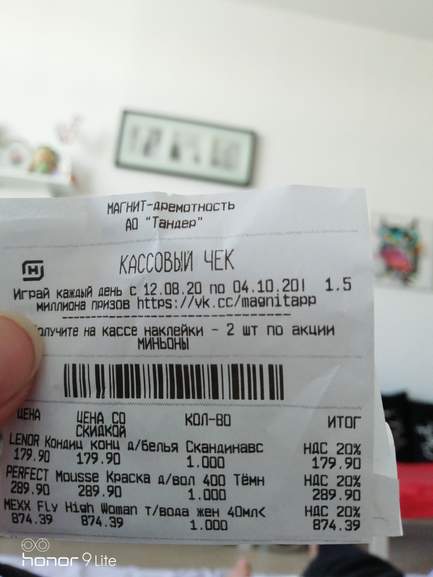 МАГНИТ-дремотность
АО "Тандер"
КАССОВЫЙ ЧЕК
Играй каждый день с 12.08.20 по 04.10.20! 1.5
миллиона призов https://vk.cc/magnitapp
Получите на кассе наклейки - 2 шт по акции
МИНЬОНЫ
ЦЕНА ЦЕНА СО СКИДКОЙ КОЛ-ВО ИТОГ
LENOR Кондиц конц д/белья Скандинавс НДС 20%
179.90 179.90 1.000 179.90
PERFECT Mousse Краска д/вол 400 Тёмн НДС 20%
289.90 289.90 1.000 289.90
MEXX Fly High Woman т/вода жен 40мл< НДС 20%
874.39 874.39 1.000 874.39
honor 9 Lite